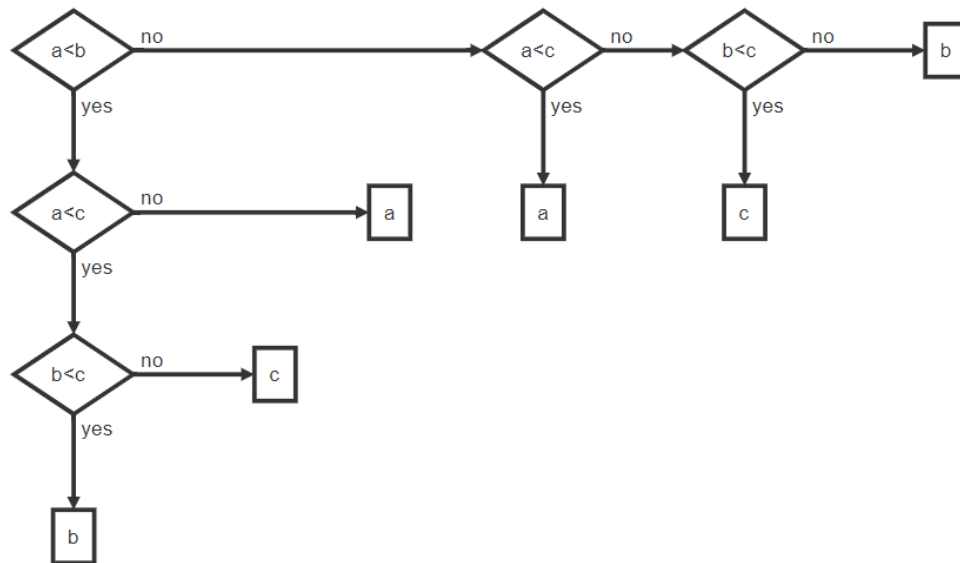 a<b no a<c no b<c no b
yes yes yes
a<c no a a c
yes
b<c no c
yes
b